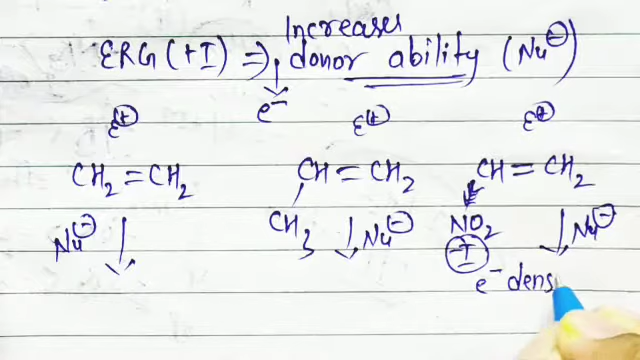 Increases
ERG (+I) ⇒ donor ability (Nu⊖)
e⁻
E⊕ E⊕ E⊕
CH₂=CH₂ CH=CH₂ CH=CH₂
Nu⊖ CH₃ Nu⊖ NO₂ Nu⊖
-I
e⁻ dens